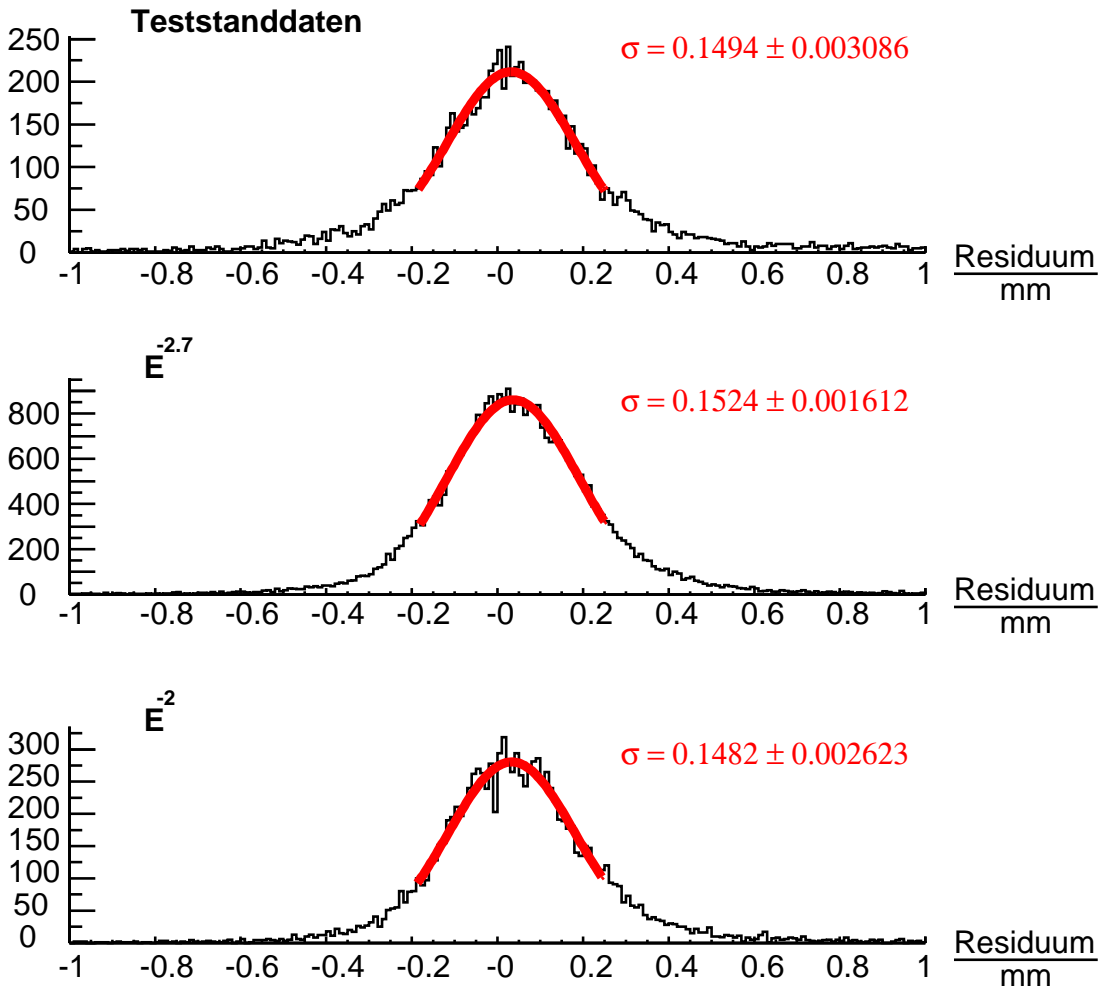 Teststanddaten
σ = 0.1494 ± 0.003086
250
200
150
100
50
0
-1 -0.8 -0.6 -0.4 -0.2 -0 0.2 0.4 0.6 0.8 1
Residuum
mm
E-2.7
σ = 0.1524 ± 0.001612
800
600
400
200
0
-1 -0.8 -0.6 -0.4 -0.2 -0 0.2 0.4 0.6 0.8 1
Residuum
mm
E-2
σ = 0.1482 ± 0.002623
300
250
200
150
100
50
0
-1 -0.8 -0.6 -0.4 -0.2 -0 0.2 0.4 0.6 0.8 1
Residuum
mm